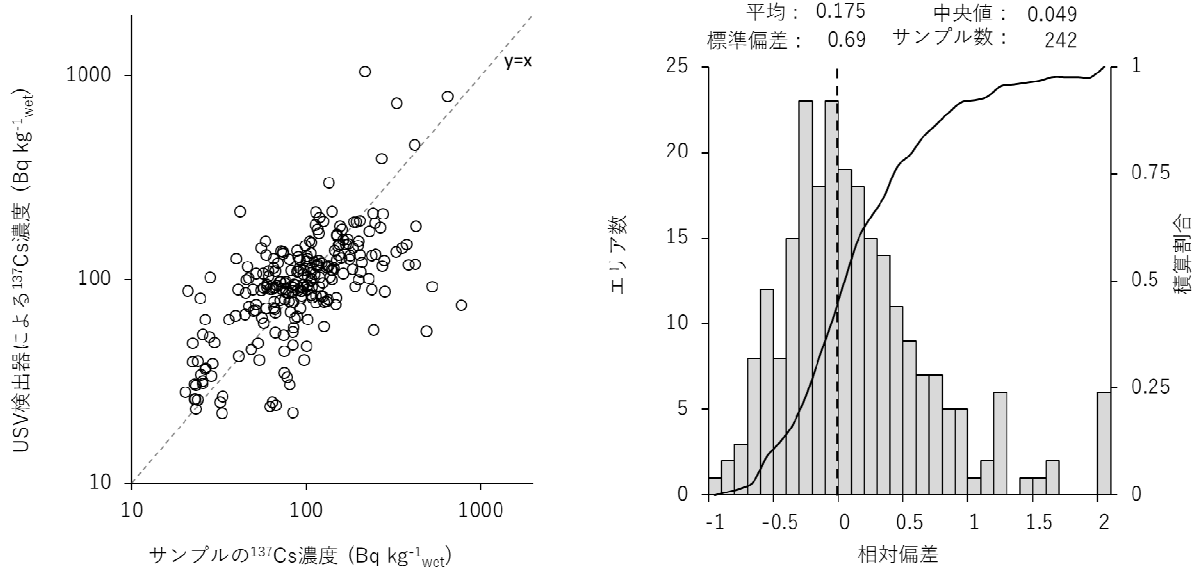 平均： 0.175 中央値： 0.049
標準偏差： 0.69 サンプル数： 242
1000
100
10
10 100 1000
y=x
USV検出器による¹³⁷Cs濃度 (Bq kg⁻¹wet)
サンプルの¹³⁷Cs濃度 (Bq kg⁻¹wet)
25
20
15
10
5
0
エリア数
1
0.75
0.5
0.25
0
積算割合
-1 -0.5 0 0.5 1 1.5 2
相対偏差